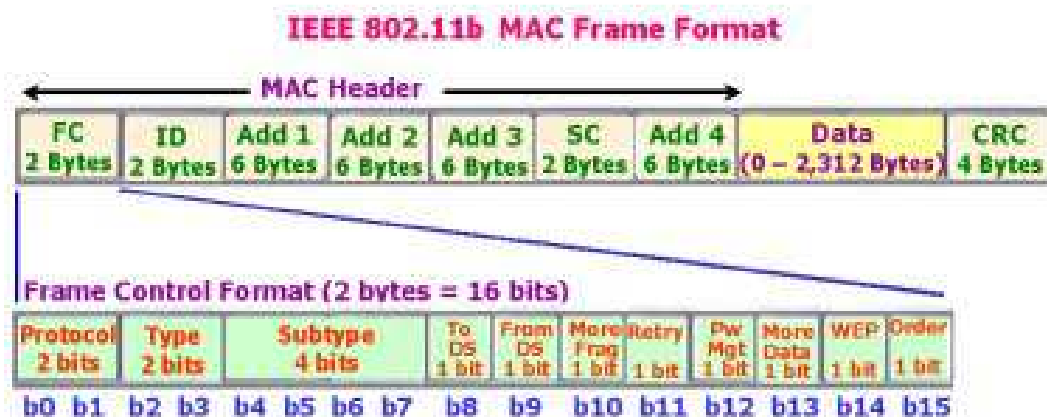 IEEE 802.11b MAC Frame Format
MAC Header
FC ID Add 1 Add 2 Add 3 SC Add 4 Data CRC
2 Bytes 2 Bytes 6 Bytes 6 Bytes 6 Bytes 2 Bytes 6 Bytes (0 – 2,312 Bytes) 4 Bytes
Frame Control Format (2 bytes = 16 bits)
Protocol Type Subtype To DS From DS More Frag Retry Pw Mgt More Data WEP Order
2 bits 2 bits 4 bits 1 bit 1 bit 1 bit 1 bit 1 bit 1 bit 1 bit 1 bit
b0 b1 b2 b3 b4 b5 b6 b7 b8 b9 b10 b11 b12 b13 b14 b15